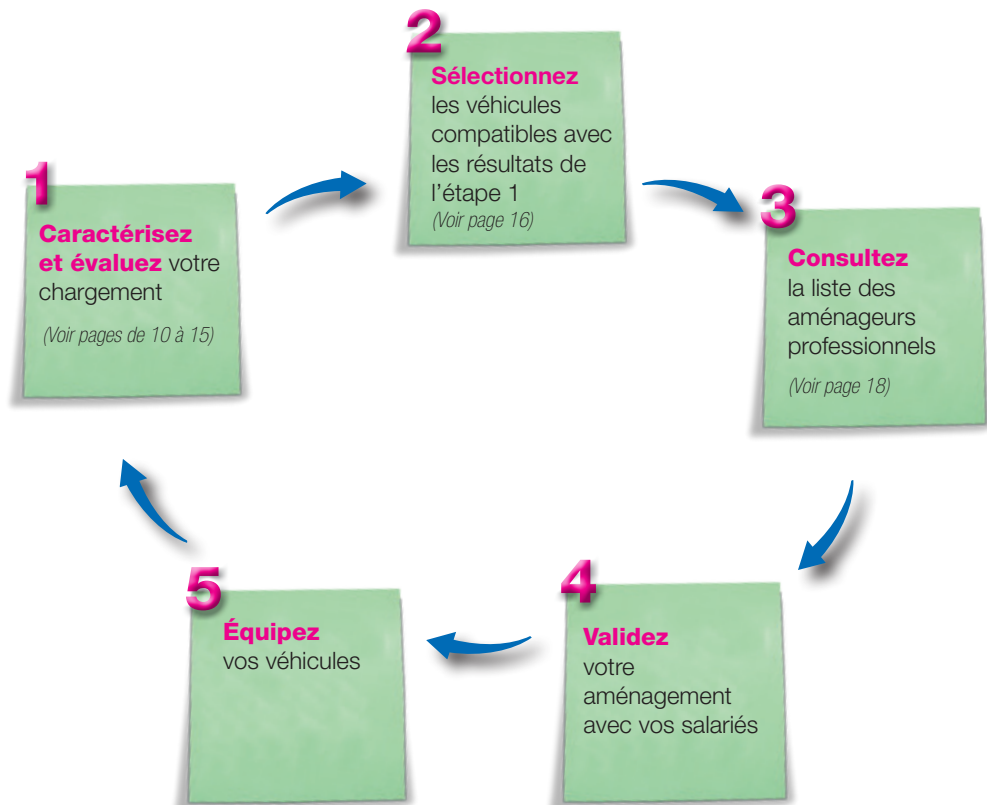 1
Caractérisez
et évaluez votre
chargement
(Voir pages de 10 à 15)
2
Sélectionnez
les véhicules
compatibles avec
les résultats de
l’étape 1
(Voir page 16)
3
Consultez
la liste des
aménageurs
professionnels
(Voir page 18)
4
Validez
votre
aménagement
avec vos salariés
5
Équipez
vos véhicules